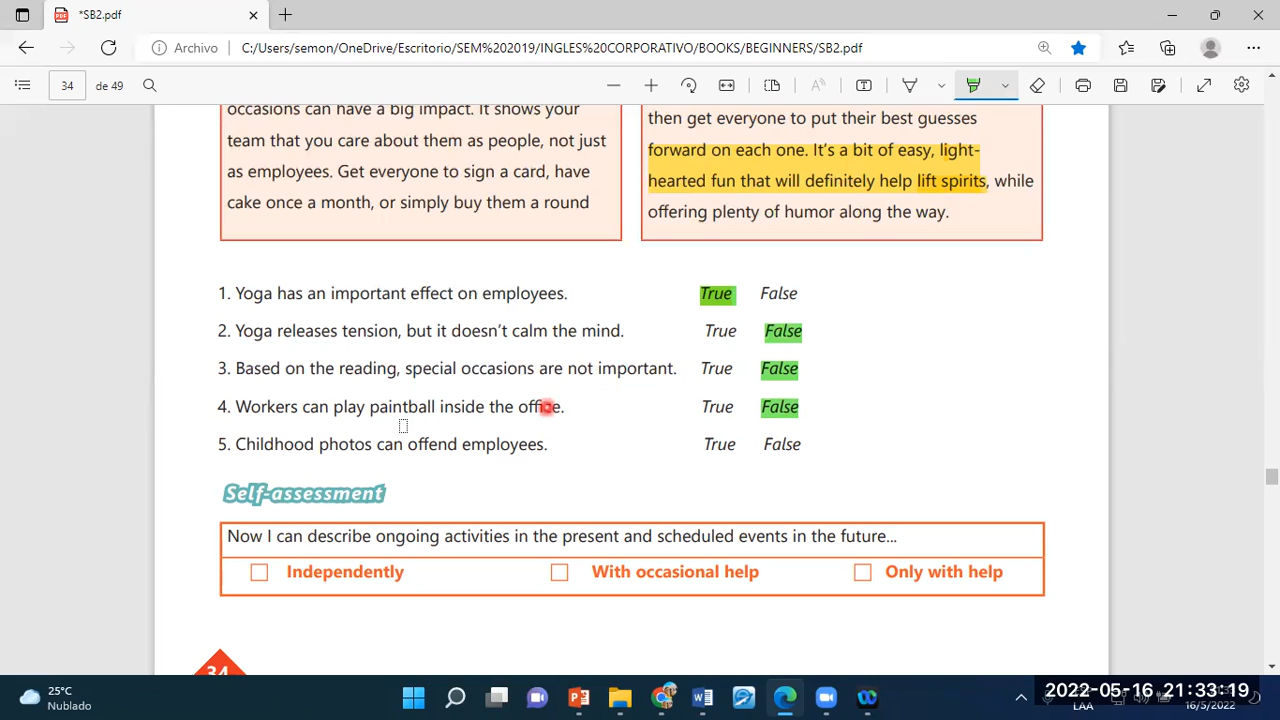 *SB2.pdf
Archivo
C:/Users/semon/OneDrive/Escritorio/SEM%202019/INGLES%20CORPORATIVO/BOOKS/BEGINNERS/SB2.pdf
34
de 49
occasions can have a big impact. It shows your
team that you care about them as people, not just
as employees. Get everyone to sign a card, have
cake once a month, or simply buy them a round
then get everyone to put their best guesses
forward on each one. It's a bit of easy, light-
hearted fun that will definitely help lift spirits, while
offering plenty of humor along the way.
1. Yoga has an important effect on employees. True False
2. Yoga releases tension, but it doesn't calm the mind. True False
3. Based on the reading, special occasions are not important. True False
4. Workers can play paintball inside the office. True False
5. Childhood photos can offend employees. True False
Self-assessment
Now I can describe ongoing activities in the present and scheduled events in the future...
Independently With occasional help Only with help
34
25°C
Nublado
2022-05-16 21:33:19
LAA
16/5/2022